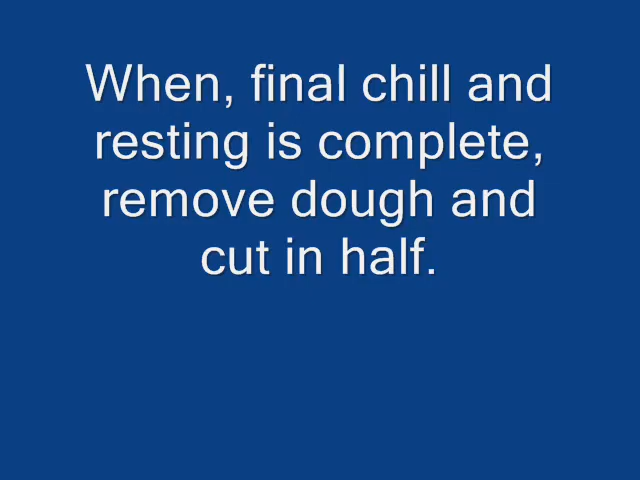 When, final chill and
resting is complete,
remove dough and
cut in half.